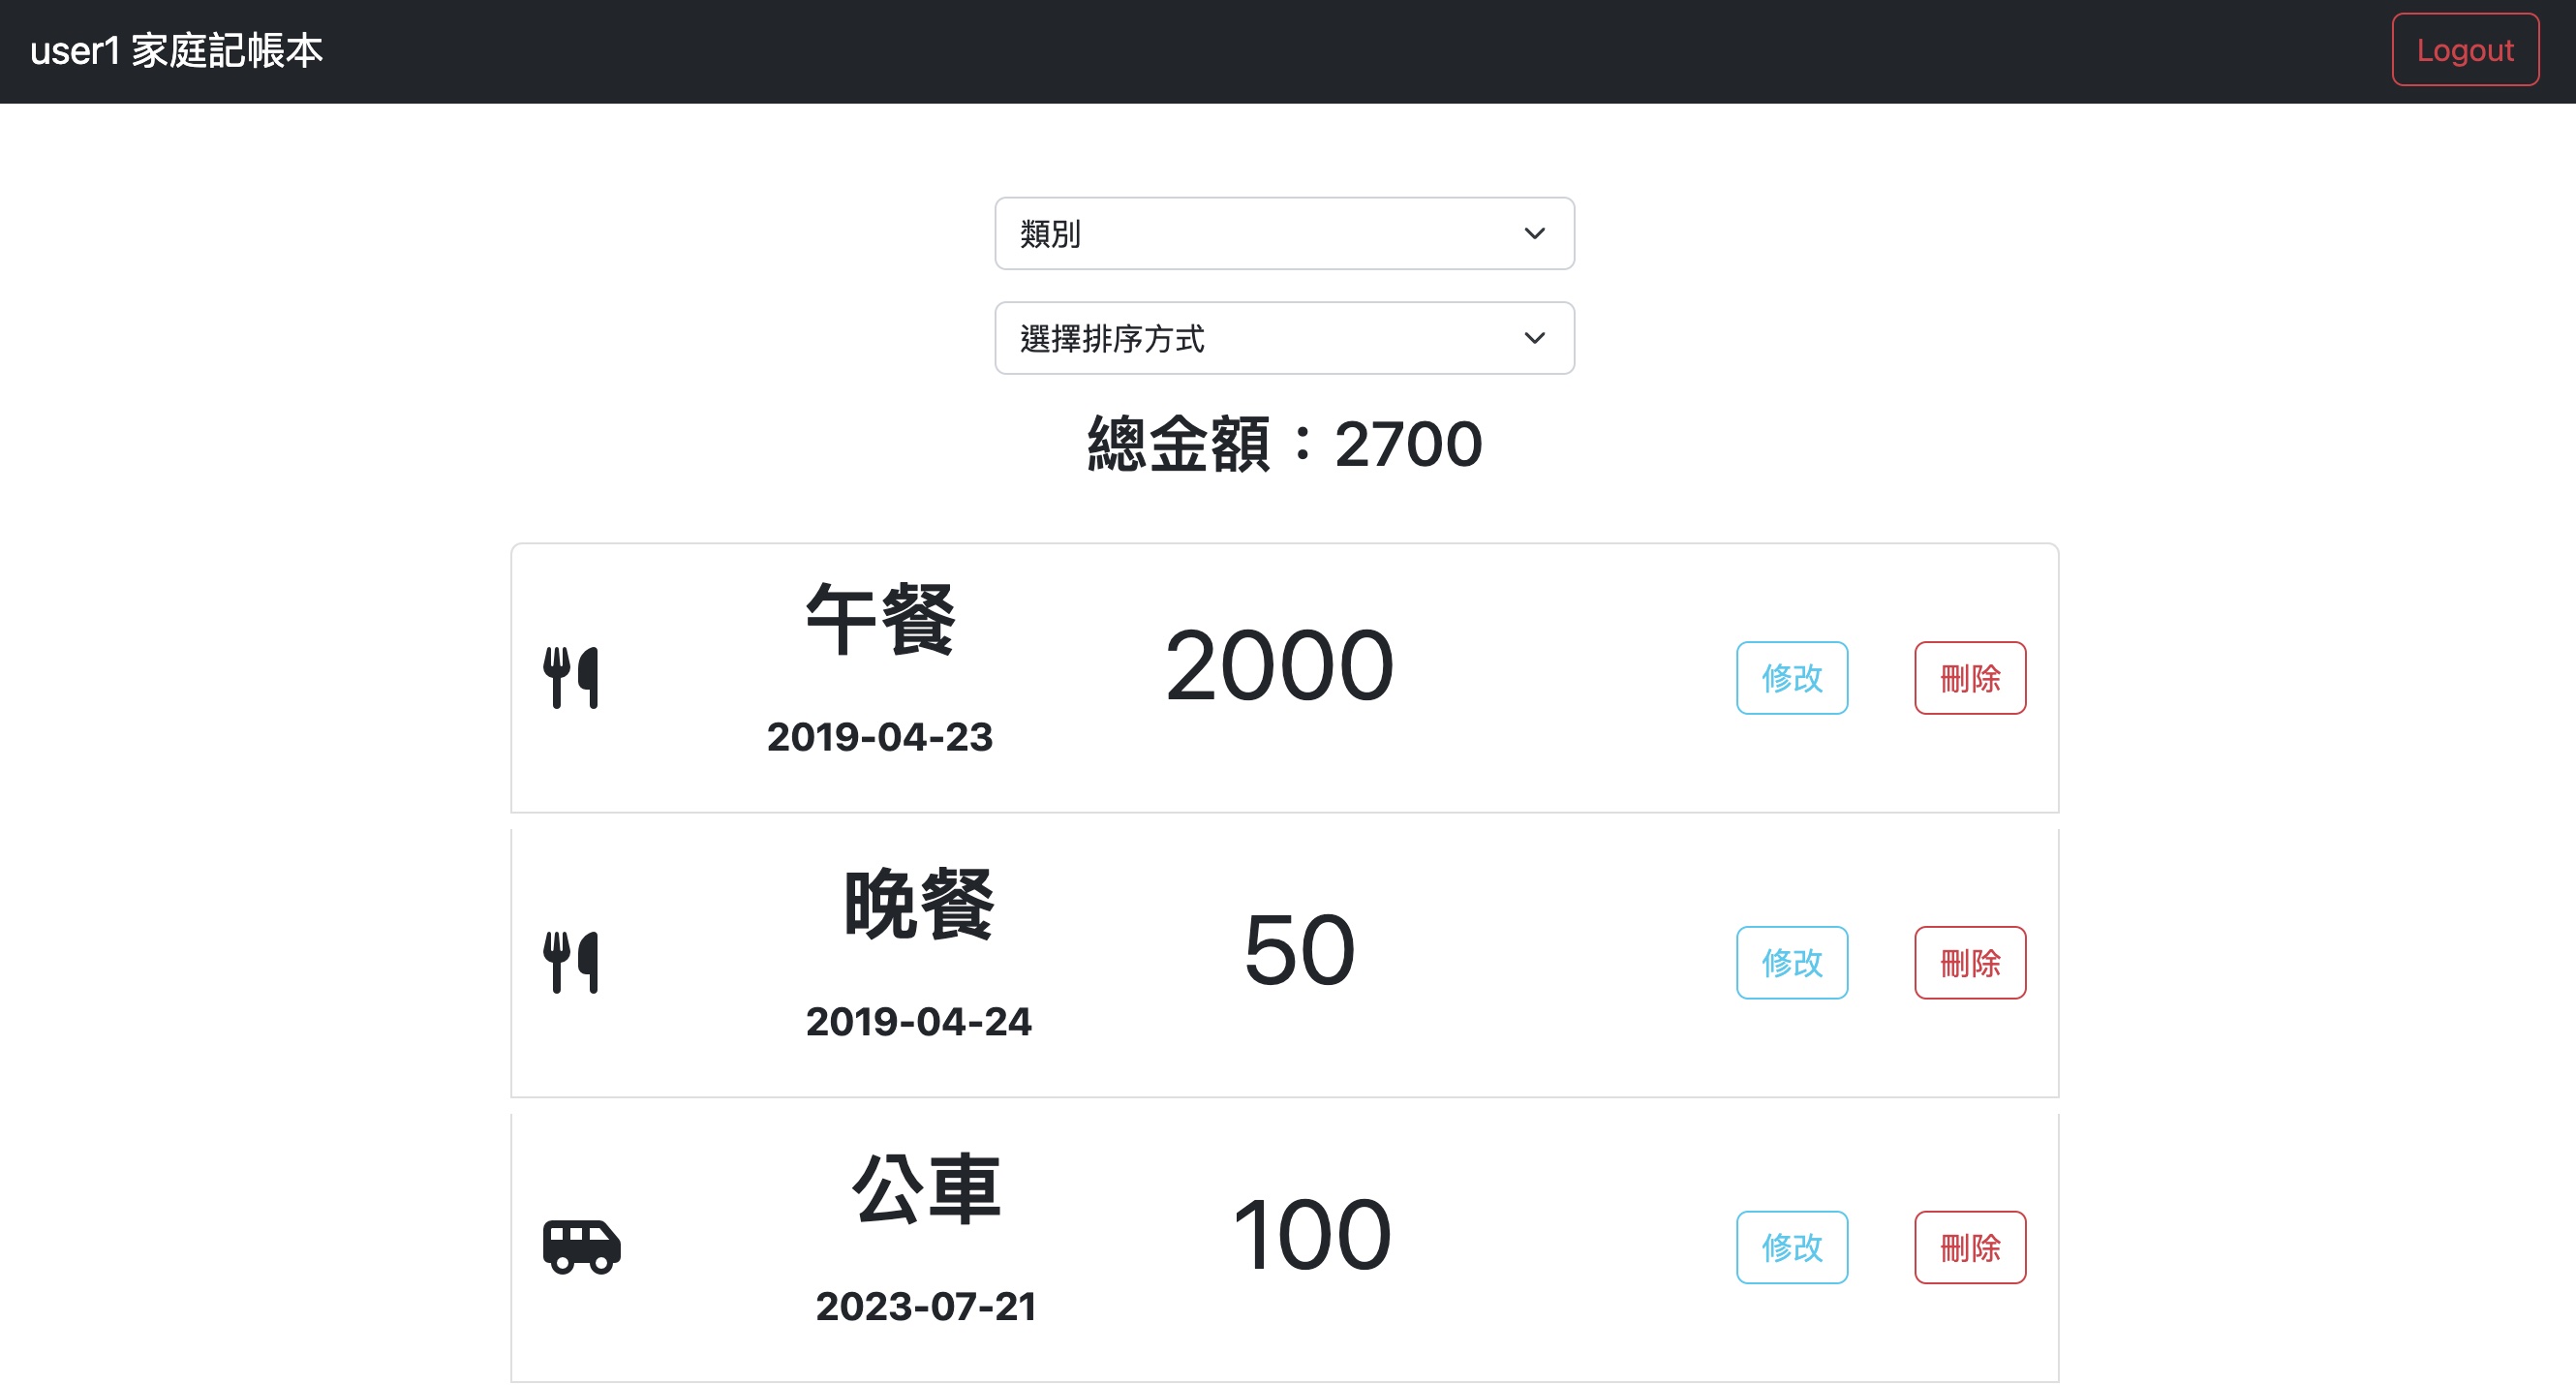 user1 家庭記帳本
Logout
類別
選擇排序方式
總金額：2700
午餐
2000
修改
刪除
2019-04-23
晚餐
50
修改
刪除
2019-04-24
公車
100
修改
刪除
2023-07-21